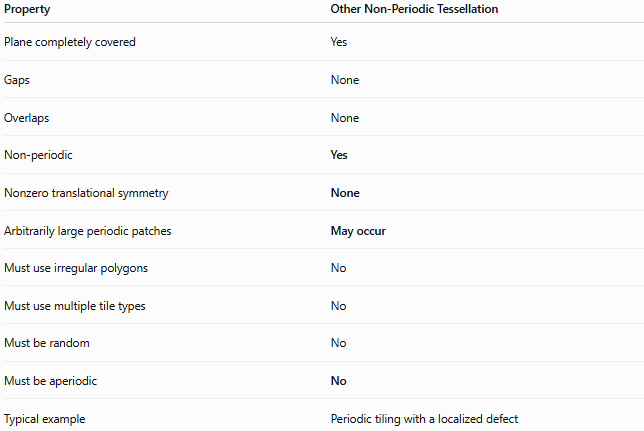 Property Other Non-Periodic Tessellation
Plane completely covered Yes
Gaps None
Overlaps None
Non-periodic Yes
Nonzero translational symmetry None
Arbitrarily large periodic patches May occur
Must use irregular polygons No
Must use multiple tile types No
Must be random No
Must be aperiodic No
Typical example Periodic tiling with a localized defect